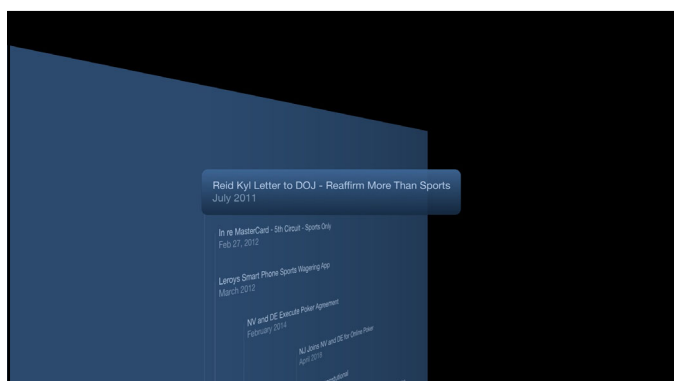 Reid Kyl Letter to DOJ - Reaffirm More Than Sports
July 2011
In re MasterCard - 5th Circuit - Sports Only
Feb 27, 2012
Leroys Smart Phone Sports Wagering App
March 2012
NV and DE Execute Poker Agreement
February 2014
NJ Joins NV and DE for Online Poker
April 2018